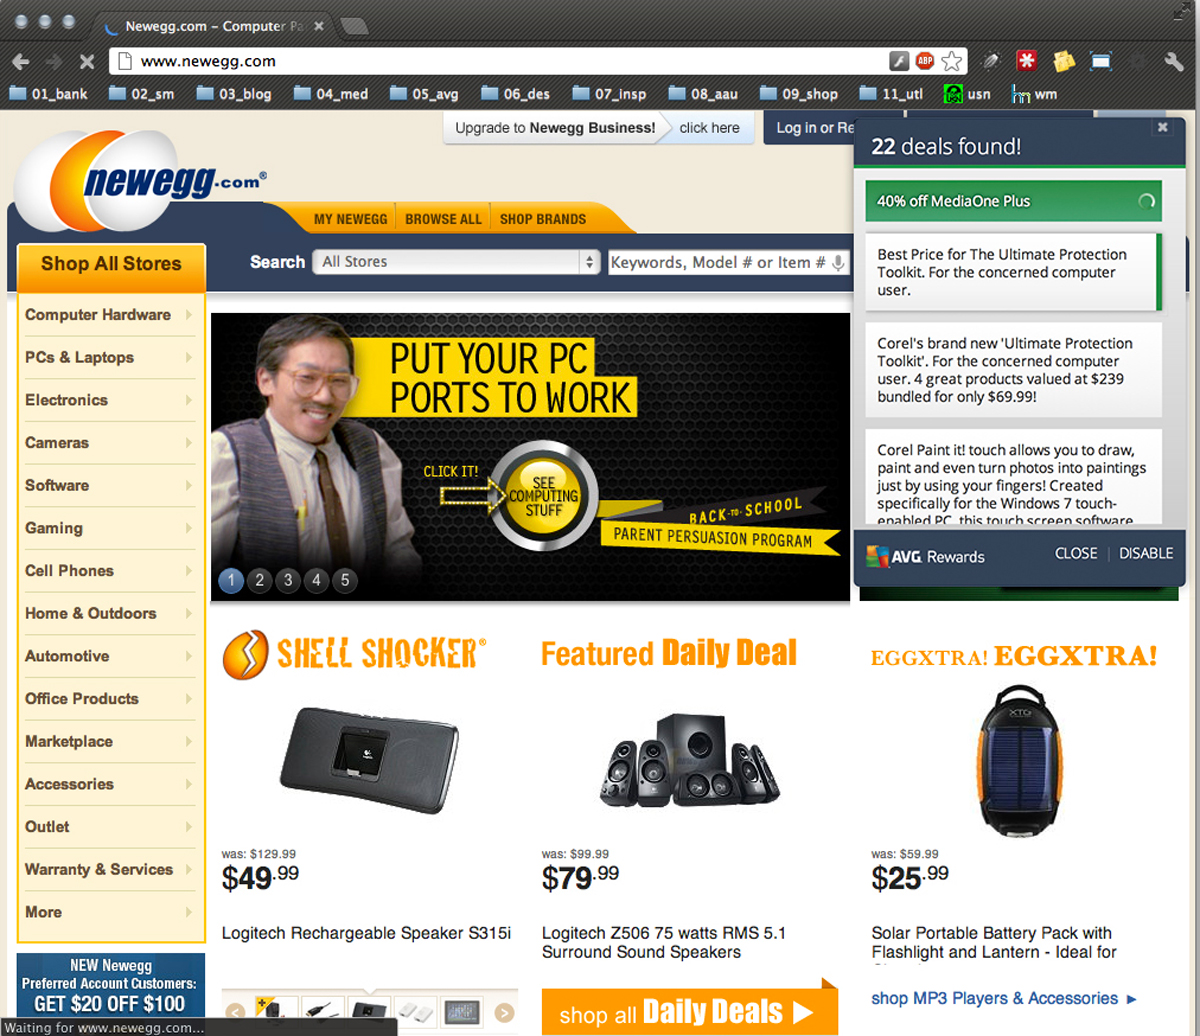 Newegg.com – Computer Pa
www.newegg.com
ABP
01_bank 02_sm 03_blog 04_med 05_avg 06_des 07_insp 08_aau 09_shop 11_utl usn hn wm
Upgrade to Newegg Business! click here
Log in or Re
newegg.com®
MY NEWEGG BROWSE ALL SHOP BRANDS
Shop All Stores
Search All Stores Keywords, Model # or Item #
Computer Hardware
PCs & Laptops
Electronics
Cameras
Software
Gaming
Cell Phones
Home & Outdoors
Automotive
Office Products
Marketplace
Accessories
Outlet
Warranty & Services
More
NEW Newegg
Preferred Account Customers:
GET $20 OFF $100
PUT YOUR PC
PORTS TO WORK
CLICK IT!
SEE
COMPUTING
STUFF
BACK-TO-SCHOOL
PARENT PERSUASION PROGRAM
1 2 3 4 5
22 deals found!
40% off MediaOne Plus
Best Price for The Ultimate Protection
Toolkit. For the concerned computer
user.
Corel's brand new 'Ultimate Protection
Toolkit'. For the concerned computer
user. 4 great products valued at $239
bundled for only $69.99!
Corel Paint it! touch allows you to draw,
paint and even turn photos into paintings
just by using your fingers! Created
specifically for the Windows 7 touch-
enabled PC, this touch screen software
AVG Rewards
CLOSE | DISABLE
SHELL SHOCKER®
was: $129.99
$49.99
Logitech Rechargeable Speaker S315i
Featured Daily Deal
was: $99.99
$79.99
Logitech Z506 75 watts RMS 5.1
Surround Sound Speakers
shop all Daily Deals
EGGXTRA! EGGXTRA!
XTG
was: $59.99
$25.99
Solar Portable Battery Pack with
Flashlight and Lantern - Ideal for
shop MP3 Players & Accessories
Waiting for www.newegg.com...